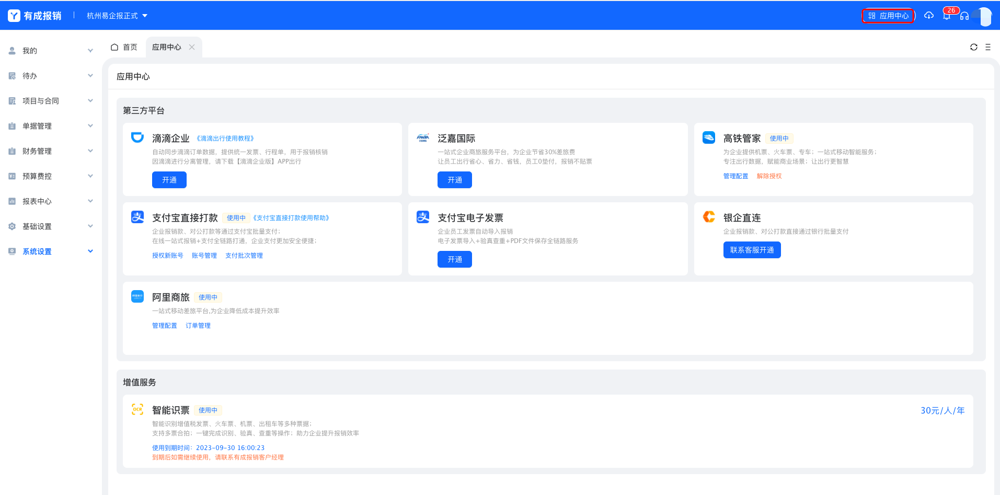 有成报销
杭州易企报正式
应用中心
26
我的
待办
项目与合同
单据管理
财务管理
预算费控
报表中心
基础设置
系统设置
首页
应用中心
应用中心
第三方平台
滴滴企业 《滴滴出行使用教程》
自动同步滴滴订单数据，提供统一发票、行程单，用于报销核销
因滴滴进行分离管理，请下载【滴滴企业版】APP出行
开通
泛嘉国际
一站式企业商旅服务平台，为企业节省30%差旅费
让员工出行省心、省力、省钱，员工0垫付，报销不贴票
开通
高铁管家 使用中
为企业提供机票、火车票、专车；一站式移动智能服务；
专注出行数据，赋能商业场景；让出行更智慧
管理配置 解除授权
支付宝直接打款 使用中 《支付宝直接打款使用帮助》
企业报销款、对公打款等通过支付宝批量支付；
在线一站式报销+支付全链路打通，企业支付更加安全便捷；
授权新账号 账号管理 支付批次管理
支付宝电子发票
企业员工发票自动导入报销
电子发票导入+验真查重+PDF文件保存全链路服务
开通
银企直连
企业报销款、对公打款直接通过银行批量支付
联系客服开通
阿里商旅 使用中
一站式移动差旅平台,为企业降低成本提升效率
管理配置 订单管理
增值服务
OCR
智能识票 使用中
30元/人/年
智能识别增值税发票、火车票、机票、出租车等多种票据；
支持多票合拍；一键完成识别、验真、查重等操作；助力企业提升报销效率
使用到期时间：2023-09-30 16:00:23
到期后如需继续使用，请联系有成报销客户经理